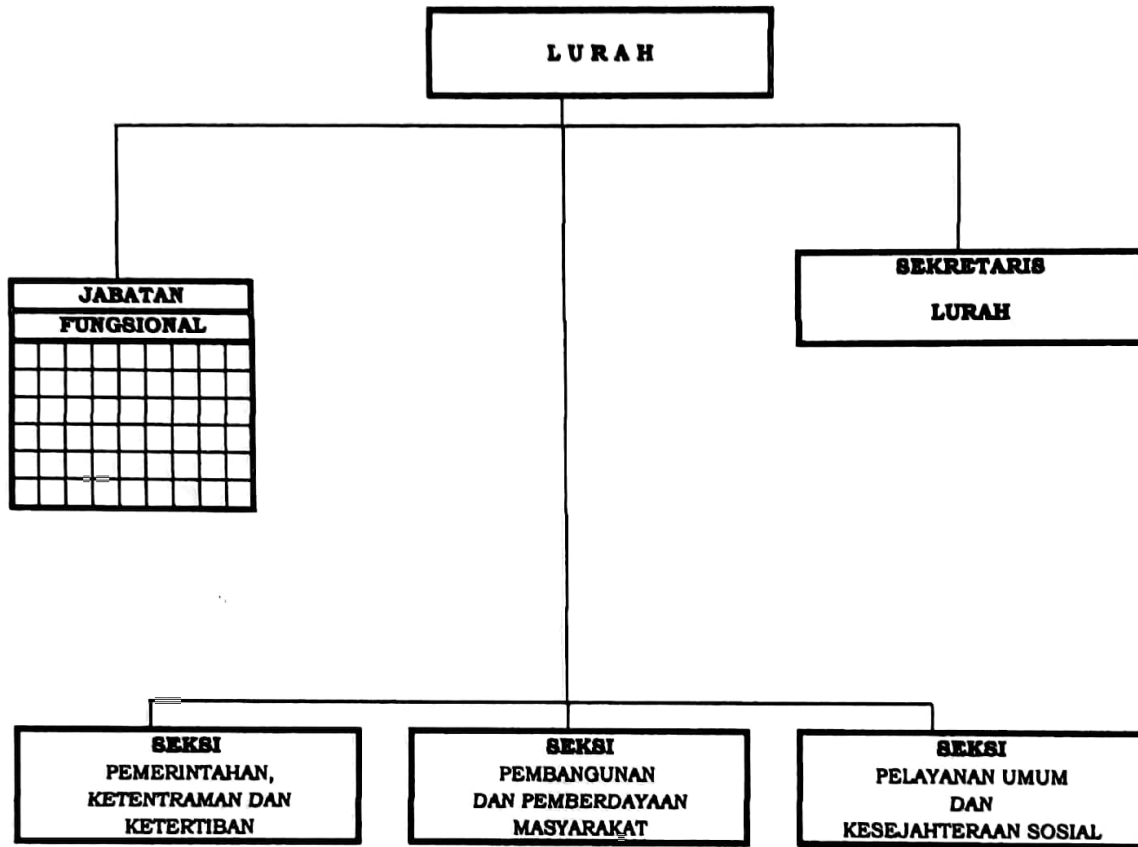 L U R A H
JABATAN
FUNGSIONAL
SEKRETARIS
LURAH
SEKSI
PEMERINTAHAN,
KETENTRAMAN DAN
KETERTIBAN
SEKSI
PEMBANGUNAN
DAN PEMBERDAYAAN
MASYARAKAT
SEKSI
PELAYANAN UMUM
DAN
KESEJAHTERAAN SOSIAL